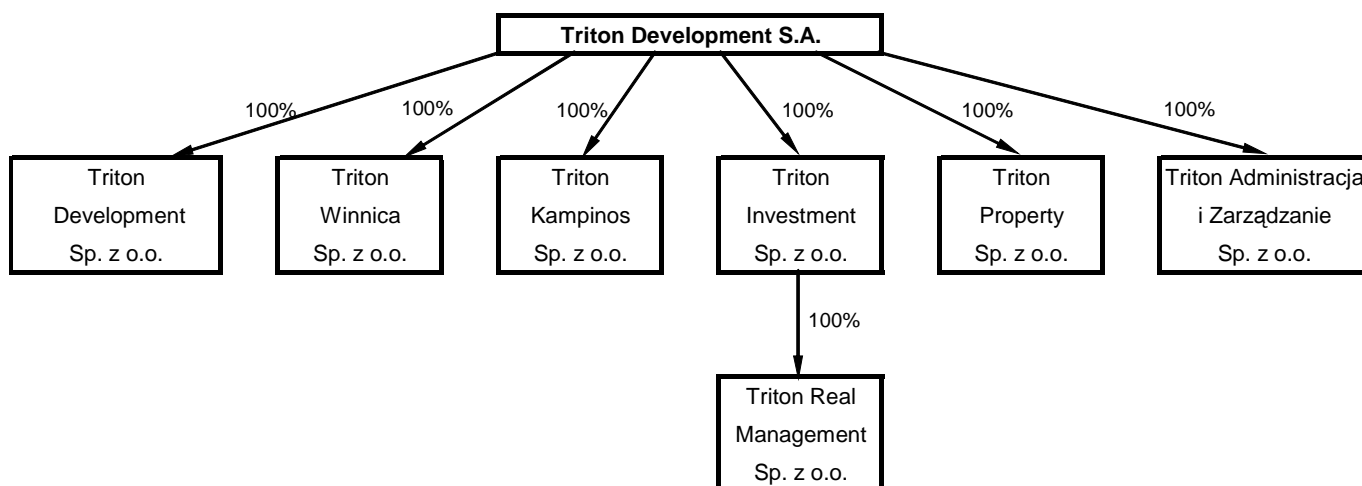 Triton Development S.A.
100%
100%
100%
100%
100%
100%
Triton
Development
Sp. z o.o.
Triton
Winnica
Sp. z o.o.
Triton
Kampinos
Sp. z o.o.
Triton
Investment
Sp. z o.o.
Triton
Property
Sp. z o.o.
Triton Administracja
i Zarządzanie
Sp. z o.o.
100%
Triton Real
Management
Sp. z o.o.